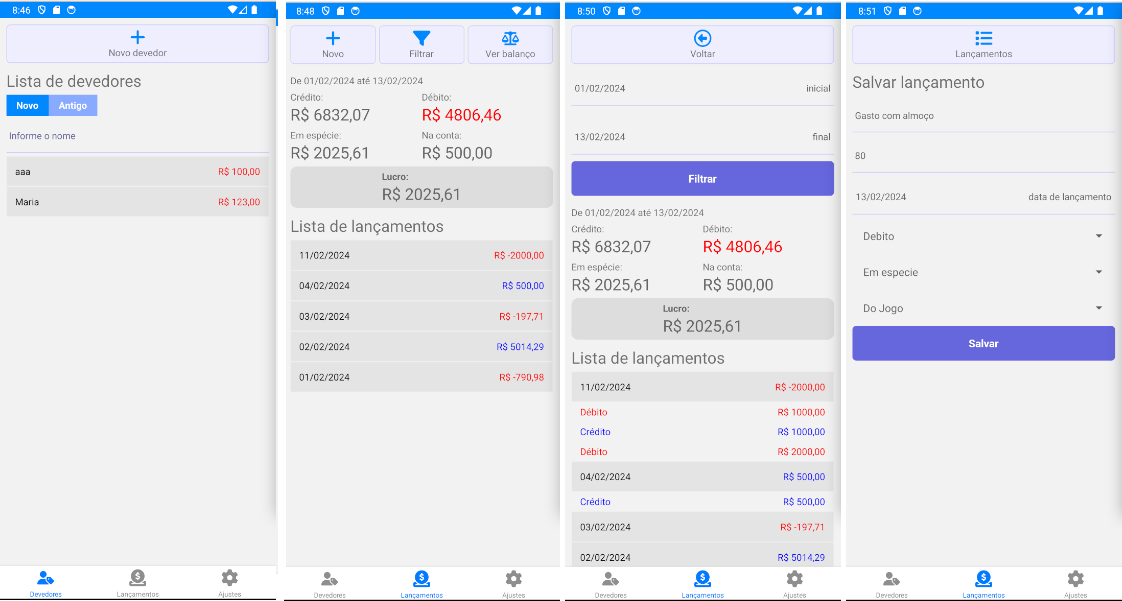 8:46
Novo devedor
Lista de devedores
Novo Antigo
Informe o nome
aaa R$ 100,00
Maria R$ 123,00
Devedores Lançamentos Ajustes
8:48
Novo Filtrar Ver balanço
De 01/02/2024 até 13/02/2024
Crédito: Débito:
R$ 6832,07 R$ 4806,46
Em espécie: Na conta:
R$ 2025,61 R$ 500,00
Lucro:
R$ 2025,61
Lista de lançamentos
11/02/2024 R$ -2000,00
04/02/2024 R$ 500,00
03/02/2024 R$ -197,71
02/02/2024 R$ 5014,29
01/02/2024 R$ -790,98
Devedores Lançamentos Ajustes
8:50
Voltar
01/02/2024 inicial
13/02/2024 final
Filtrar
De 01/02/2024 até 13/02/2024
Crédito: Débito:
R$ 6832,07 R$ 4806,46
Em espécie: Na conta:
R$ 2025,61 R$ 500,00
Lucro:
R$ 2025,61
Lista de lançamentos
11/02/2024 R$ -2000,00
Débito R$ 1000,00
Crédito R$ 1000,00
Débito R$ 2000,00
04/02/2024 R$ 500,00
Crédito R$ 500,00
03/02/2024 R$ -197,71
02/02/2024 R$ 5014,29
Devedores Lançamentos Ajustes
8:51
Lançamentos
Salvar lançamento
Gasto com almoço
80
13/02/2024 data de lançamento
Debito
Em especie
Do Jogo
Salvar
Devedores Lançamentos Ajustes